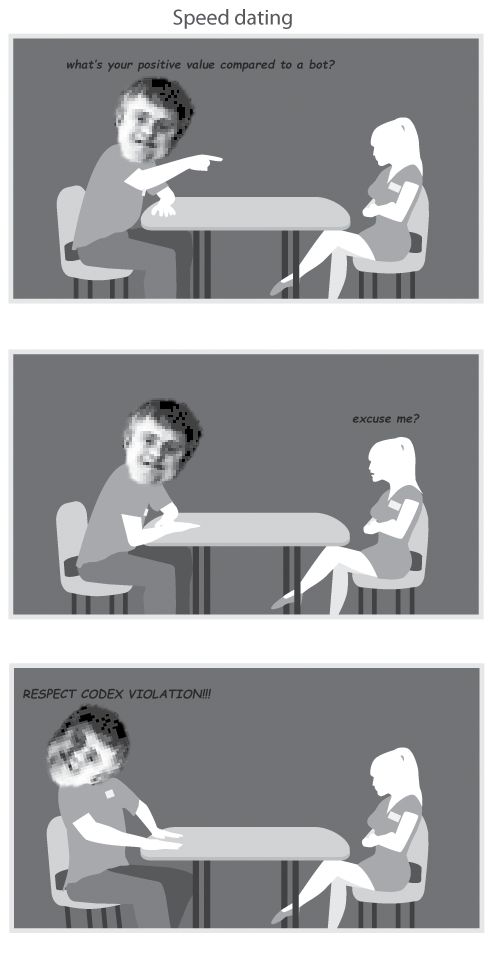 Speed dating
what's your positive value compared to a bot?
excuse me?
RESPECT CODEX VIOLATION!!!